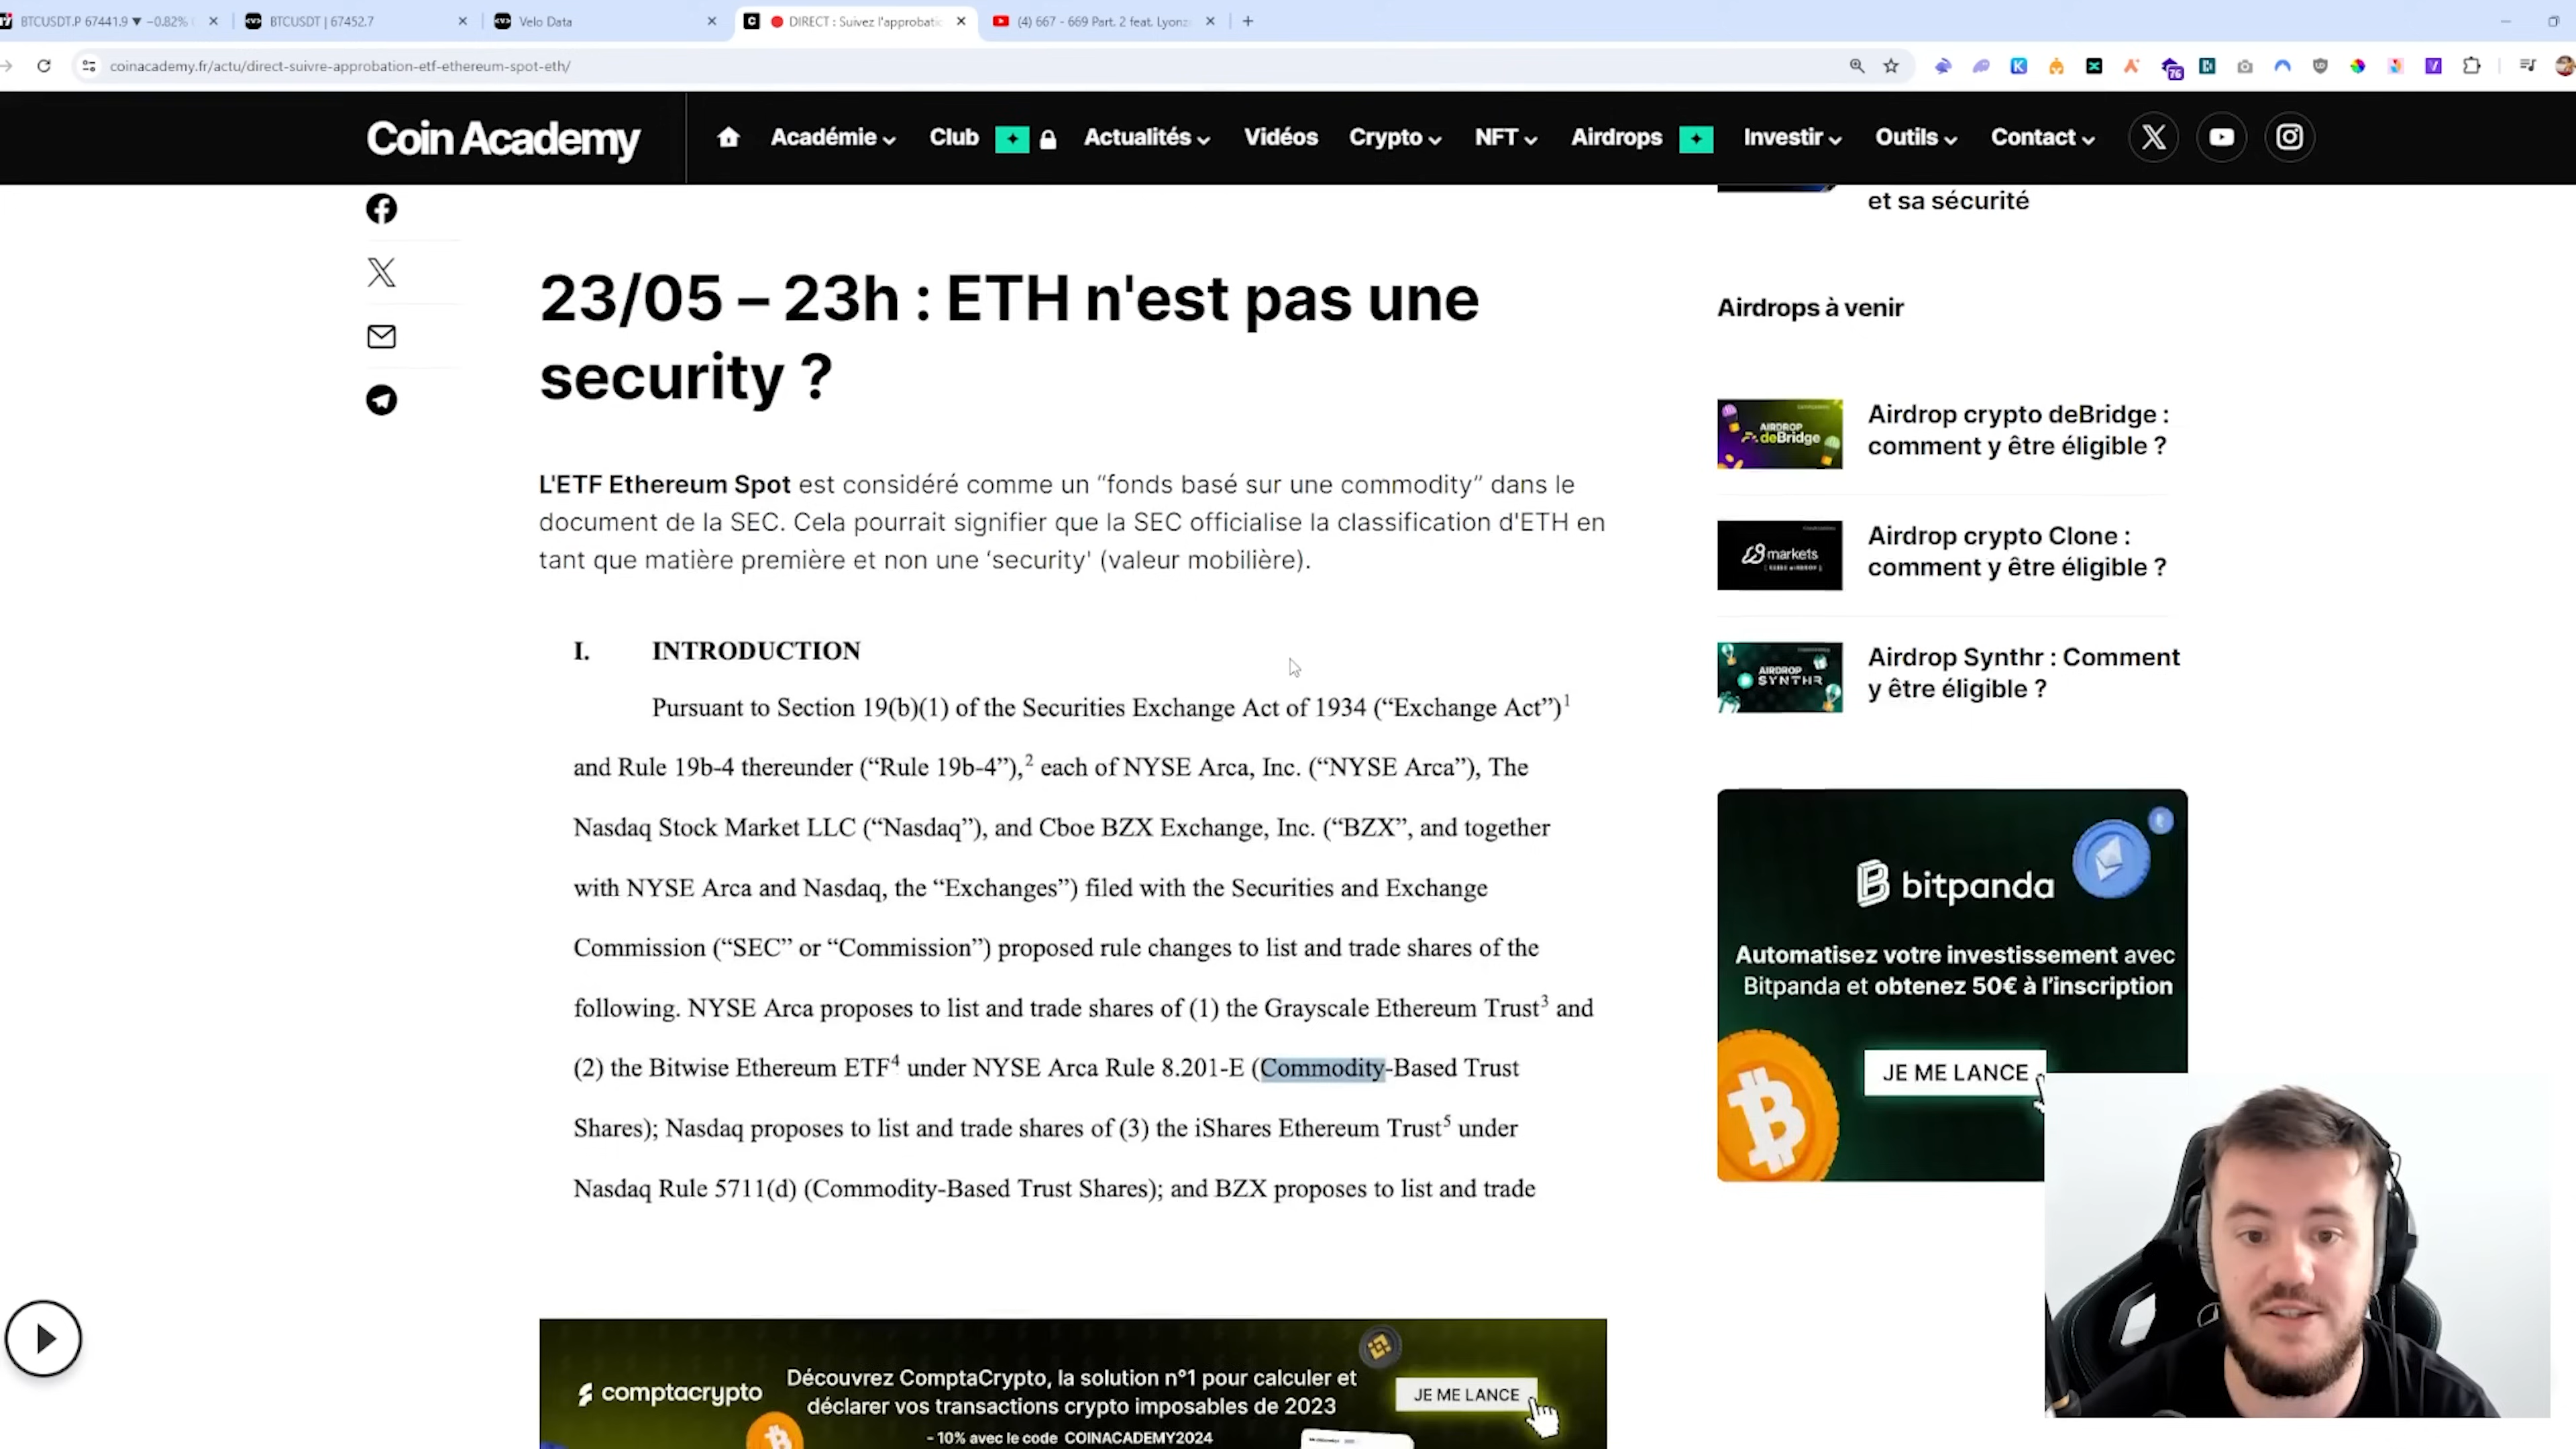 BTCUSDT.P 67441.9 ▼ −0.82%
BTCUSDT | 67452.7
Velo Data
DIRECT : Suivez l'approbatic
(4) 667 - 669 Part. 2 feat. Lyonz
coinacademy.fr/actu/direct-suivre-approbation-etf-ethereum-spot-eth/
76
Coin Academy
Académie
Club
Actualités
Vidéos
Crypto
NFT
Airdrops
Investir
Outils
Contact
et sa sécurité
23/05 – 23h : ETH n'est pas une
security ?
L'ETF Ethereum Spot est considéré comme un “fonds basé sur une commodity” dans le
document de la SEC. Cela pourrait signifier que la SEC officialise la classification d'ETH en
tant que matière première et non une ‘security' (valeur mobilière).
I. INTRODUCTION
Pursuant to Section 19(b)(1) of the Securities Exchange Act of 1934 (“Exchange Act”)1
and Rule 19b-4 thereunder (“Rule 19b-4”),2 each of NYSE Arca, Inc. (“NYSE Arca”), The
Nasdaq Stock Market LLC (“Nasdaq”), and Cboe BZX Exchange, Inc. (“BZX”, and together
with NYSE Arca and Nasdaq, the “Exchanges”) filed with the Securities and Exchange
Commission (“SEC” or “Commission”) proposed rule changes to list and trade shares of the
following. NYSE Arca proposes to list and trade shares of (1) the Grayscale Ethereum Trust3 and
(2) the Bitwise Ethereum ETF4 under NYSE Arca Rule 8.201-E (Commodity-Based Trust
Shares); Nasdaq proposes to list and trade shares of (3) the iShares Ethereum Trust5 under
Nasdaq Rule 5711(d) (Commodity-Based Trust Shares); and BZX proposes to list and trade
Airdrops à venir
AIRDROP
deBridge
Airdrop crypto deBridge :
comment y être éligible ?
markets
Airdrop crypto Clone :
comment y être éligible ?
AIRDROP
SYNTHR
Airdrop Synthr : Comment
y être éligible ?
bitpanda
Automatisez votre investissement avec
Bitpanda et obtenez 50€ à l'inscription
JE ME LANCE
comptacrypto
Découvrez ComptaCrypto, la solution n°1 pour calculer et
déclarer vos transactions crypto imposables de 2023
- 10% avec le code COINACADEMY2024
JE ME LANCE